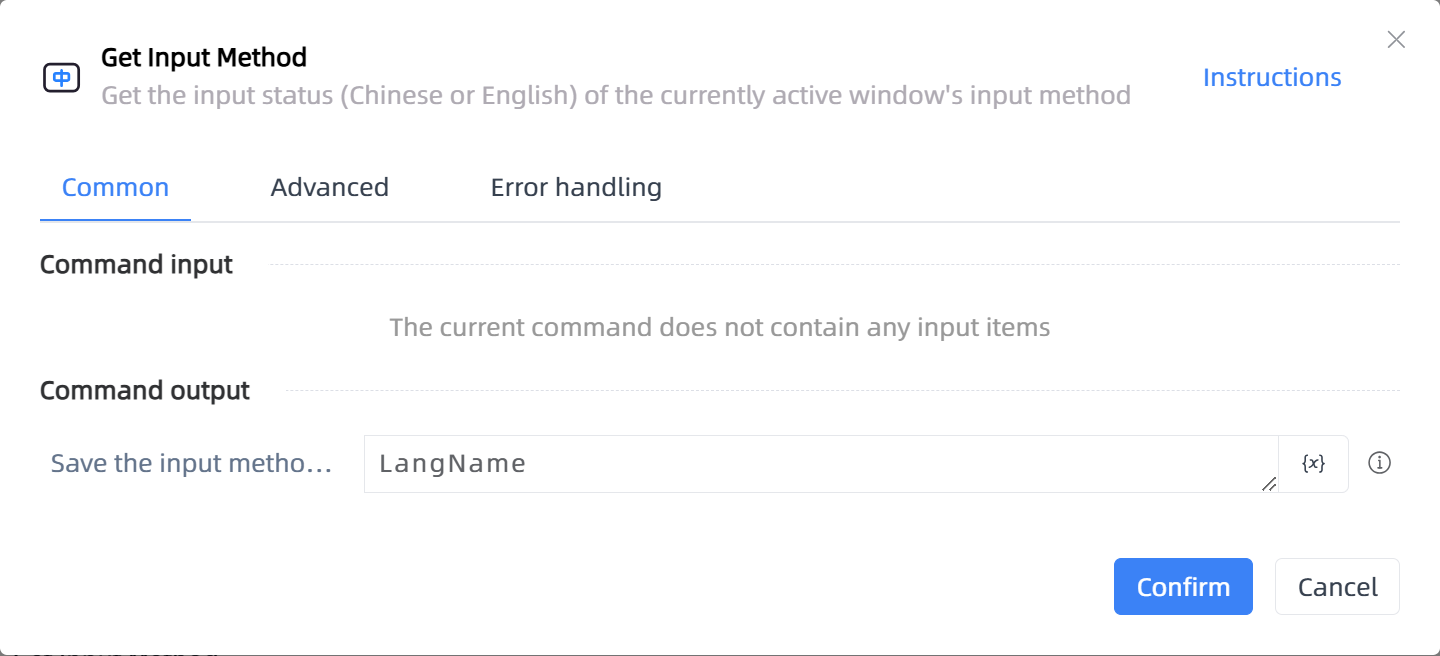 Get Input Method
Get the input status (Chinese or English) of the currently active window's input method
Instructions
Common
Advanced
Error handling
Command input
The current command does not contain any input items
Command output
Save the input metho...
LangName
{x}
Confirm
Cancel